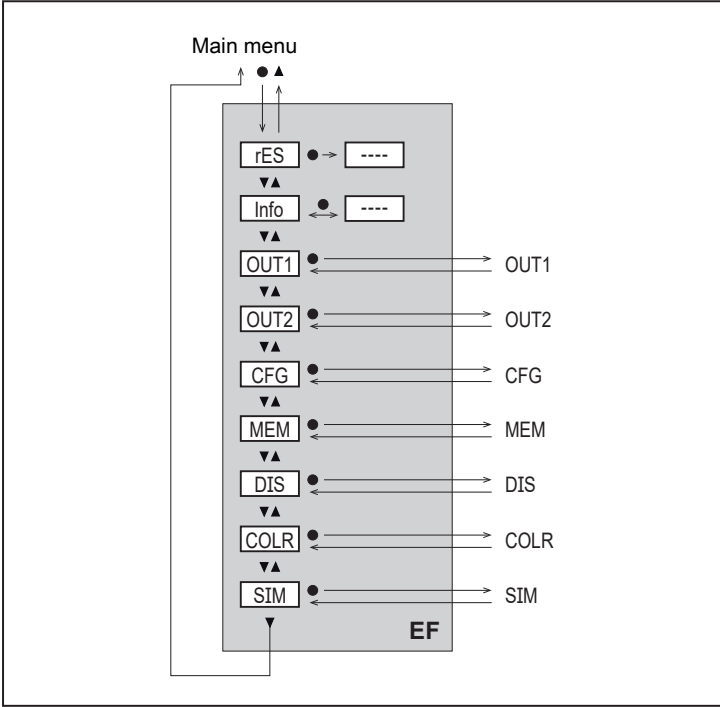 Main menu
rES ----
Info ----
OUT1 OUT1
OUT2 OUT2
CFG CFG
MEM MEM
DIS DIS
COLR COLR
SIM SIM
EF